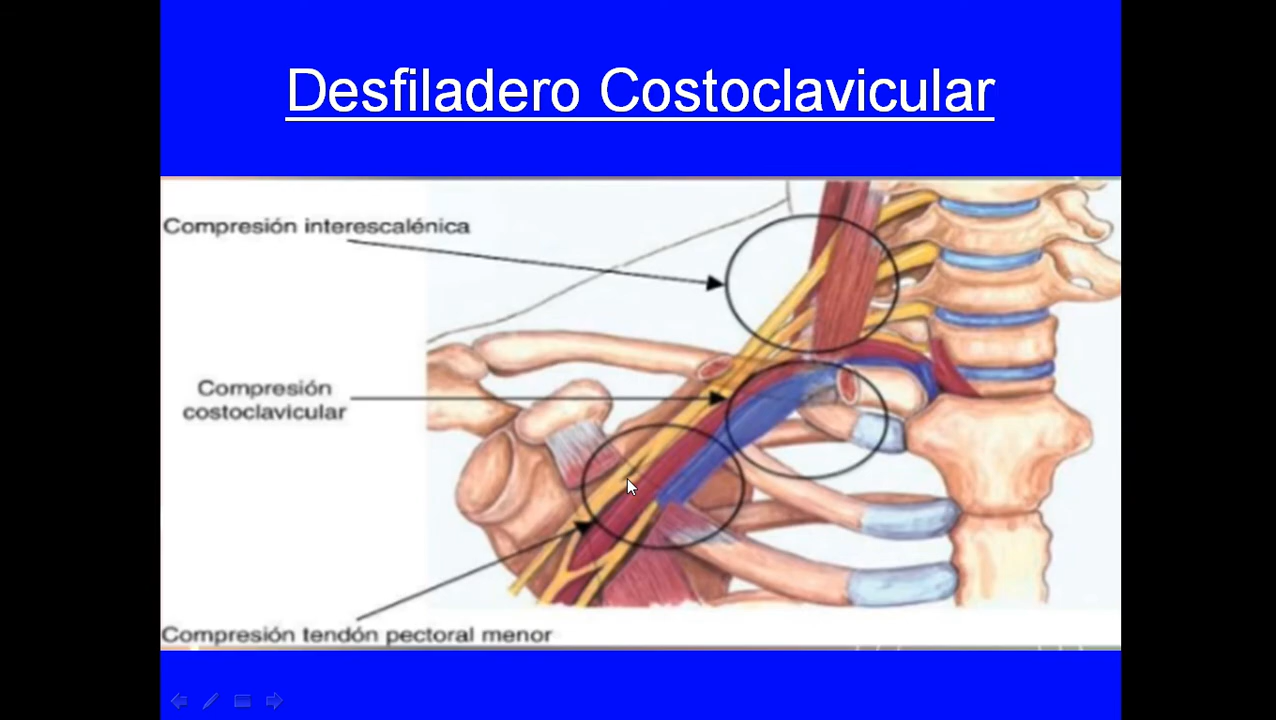 Desfiladero Costoclavicular
Compresión interescalénica
Compresión
costoclavicular
Compresión tendón pectoral menor